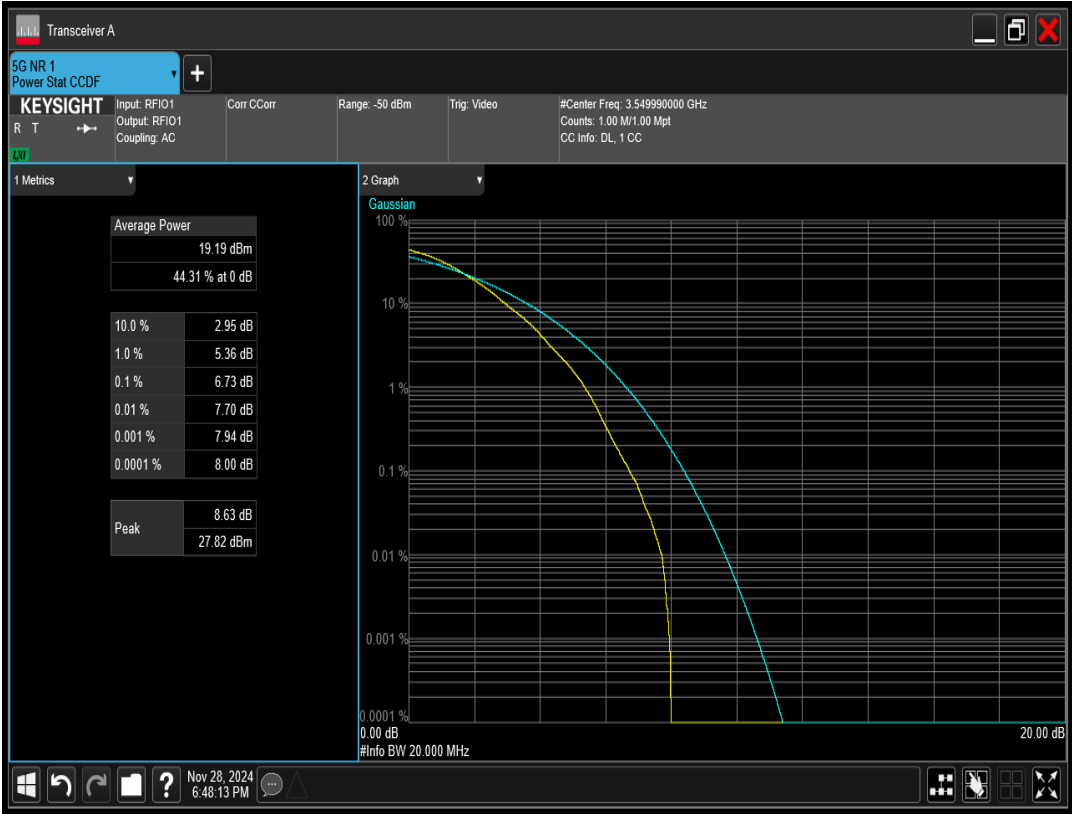 Transceiver A
5G NR 1
Power Stat CCDF
+
KEYSIGHT
R T
LXI
Input: RFIO1
Output: RFIO1
Coupling: AC
Corr CCorr
Range: -50 dBm
Trig: Video
#Center Freq: 3.549990000 GHz
Counts: 1.00 M/1.00 Mpt
CC Info: DL, 1 CC
1 Metrics
Average Power
19.19 dBm
44.31 % at 0 dB
10.0 % 2.95 dB
1.0 % 5.36 dB
0.1 % 6.73 dB
0.01 % 7.70 dB
0.001 % 7.94 dB
0.0001 % 8.00 dB
Peak 8.63 dB
27.82 dBm
2 Graph
Gaussian
100 %
10 %
1 %
0.1 %
0.01 %
0.001 %
0.0001 %
0.00 dB 20.00 dB
#Info BW 20.000 MHz
?
Nov 28, 2024
6:48:13 PM